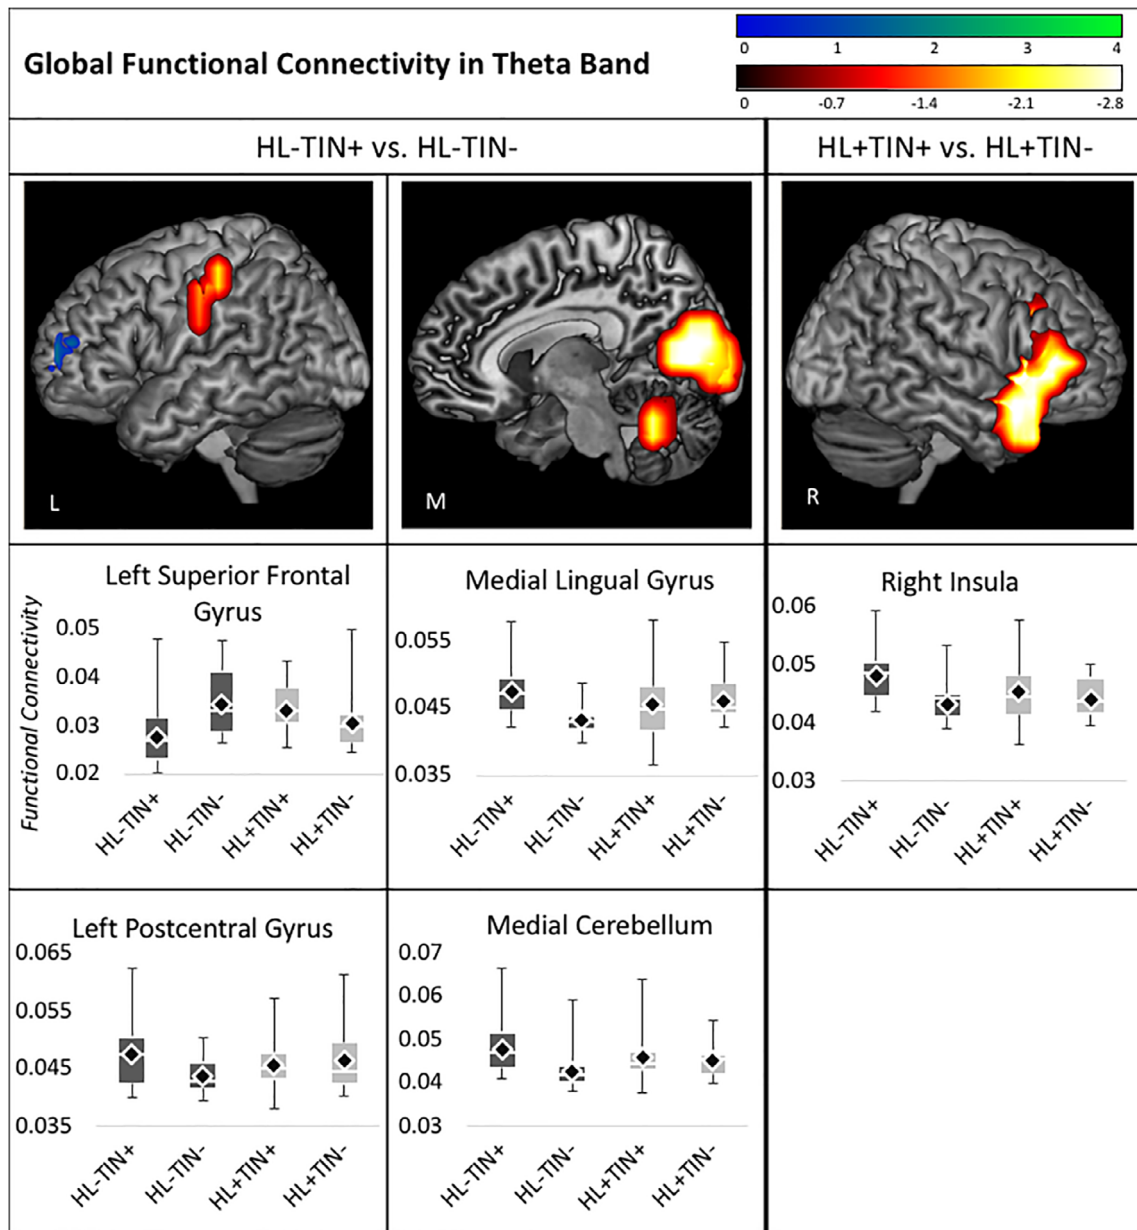 Global Functional Connectivity in Theta Band
0 1 2 3 4
0 -0.7 -1.4 -2.1 -2.8
HL-TIN+ vs. HL-TIN-
HL+TIN+ vs. HL+TIN-
L
M
R
Functional Connectivity
Left Superior Frontal
Gyrus
0.05
0.04
0.03
0.02
HL-TIN+ HL-TIN- HL+TIN+ HL+TIN-
Medial Lingual Gyrus
0.055
0.045
0.035
HL-TIN+ HL-TIN- HL+TIN+ HL+TIN-
Right Insula
0.06
0.05
0.04
0.03
HL-TIN+ HL-TIN- HL+TIN+ HL+TIN-
Left Postcentral Gyrus
0.065
0.055
0.045
0.035
HL-TIN+ HL-TIN- HL+TIN+ HL+TIN-
Medial Cerebellum
0.07
0.06
0.05
0.04
0.03
HL-TIN+ HL-TIN- HL+TIN+ HL+TIN-